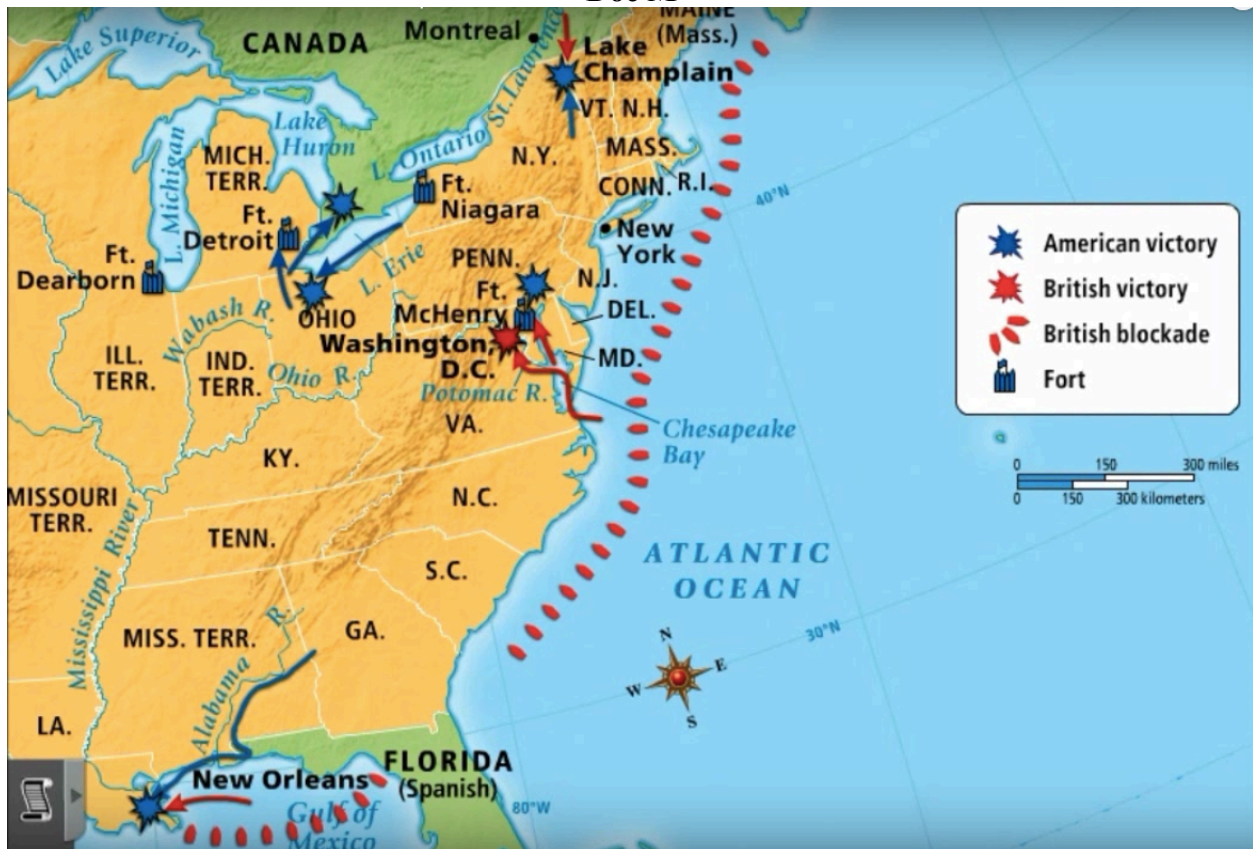 MAINE
(Mass.)
Lake Superior
CANADA
Montreal
St. Lawrence
Lake
Champlain
VT.
N.H.
Lake
Huron
L. Ontario
MICH.
TERR.
L. Michigan
N.Y.
MASS.
CONN.
R.I.
Ft.
Niagara
40°N
Ft.
Detroit
New
York
Ft.
Dearborn
L. Erie
PENN.
N.J.
Ft.
McHenry
DEL.
OHIO
Wabash R.
Washington,
D.C.
MD.
ILL.
TERR.
IND.
TERR.
Ohio R.
Potomac R.
VA.
Chesapeake
Bay
KY.
MISSOURI
TERR.
N.C.
Mississippi River
TENN.
ATLANTIC
OCEAN
S.C.
MISS. TERR.
GA.
Alabama R.
30°N
N
E
W
S
LA.
FLORIDA
(Spanish)
New Orleans
Gulf of
Mexico
80°W
American victory
British victory
British blockade
Fort
0 150 300 miles
0 150 300 kilometers